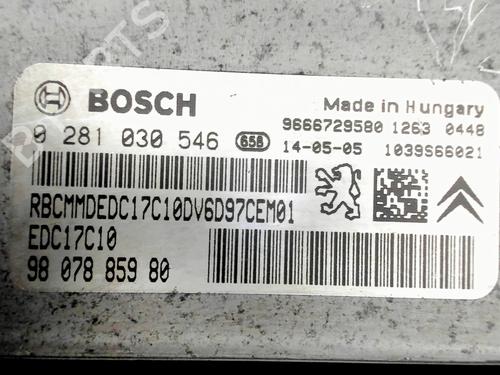 BOSCH
Made in Hungary
9666729580 1263 0448
0 281 030 546 658 14-05-05 1039S66021
RBCMMDEDC17C10DV6D97CEM01
EDC17C10
98 078 859 80